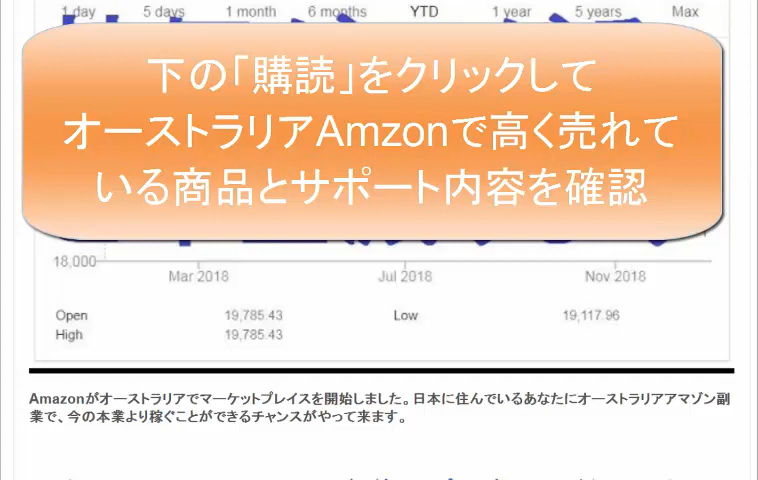 1 day 5 days 1 month 6 months YTD 1 year 5 years Max
下の「購読」をクリックして
オーストラリアAmzonで高く売れて
いる商品とサポート内容を確認
18,000
Mar 2018 Jul 2018 Nov 2018
Open 19,785.43 Low 19,117.96
High 19,785.43
Amazonがオーストラリアでマーケットプレイスを開始しました。日本に住んでいるあなたにオーストラリアアマゾン副
業で、今の本業より稼ぐことができるチャンスがやって来ます。